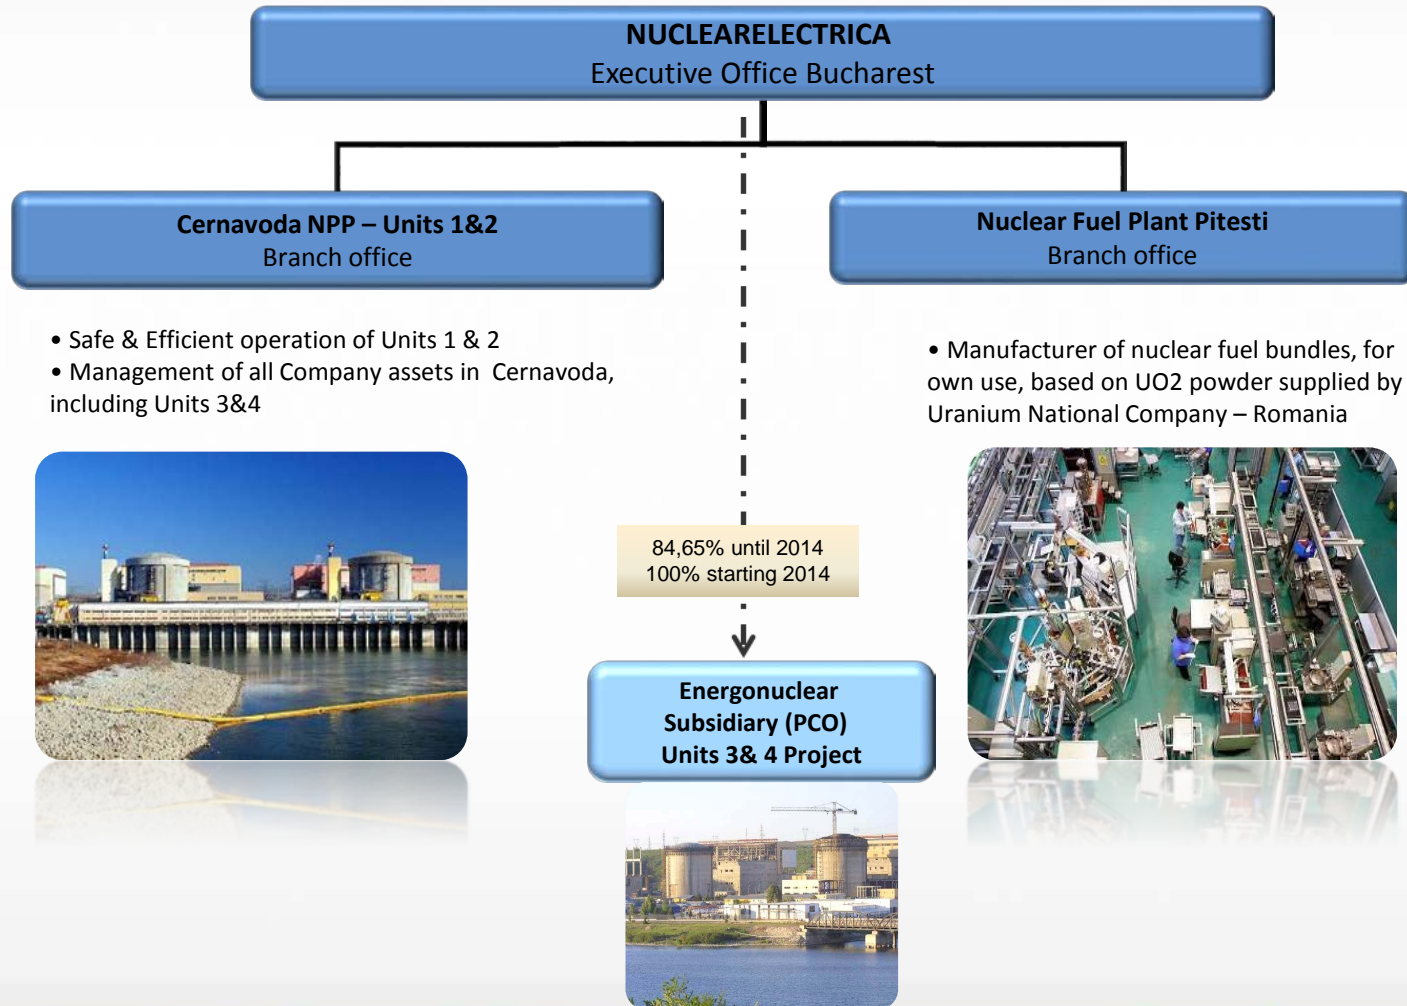 NUCLEARELECTRICA
Executive Office Bucharest
Cernavoda NPP – Units 1&2
Branch office
Nuclear Fuel Plant Pitesti
Branch office
• Safe & Efficient operation of Units 1 & 2
• Management of all Company assets in Cernavoda,
including Units 3&4
• Manufacturer of nuclear fuel bundles, for
own use, based on UO2 powder supplied by
Uranium National Company – Romania
84,65% until 2014
100% starting 2014
Energonuclear
Subsidiary (PCO)
Units 3& 4 Project